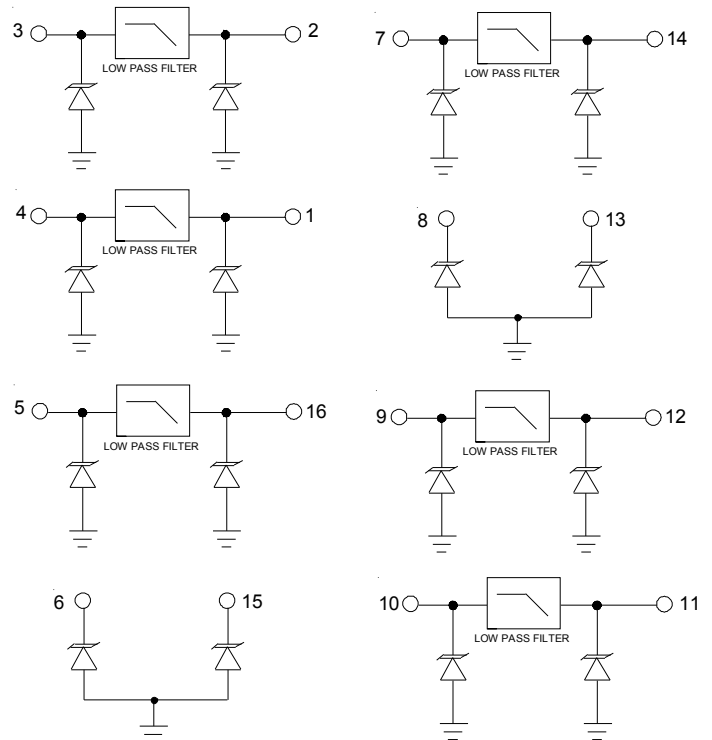 3 2
LOW PASS FILTER
4 1
LOW PASS FILTER
5 16
LOW PASS FILTER
6 15
7 14
LOW PASS FILTER
8 13
9 12
LOW PASS FILTER
10 11
LOW PASS FILTER